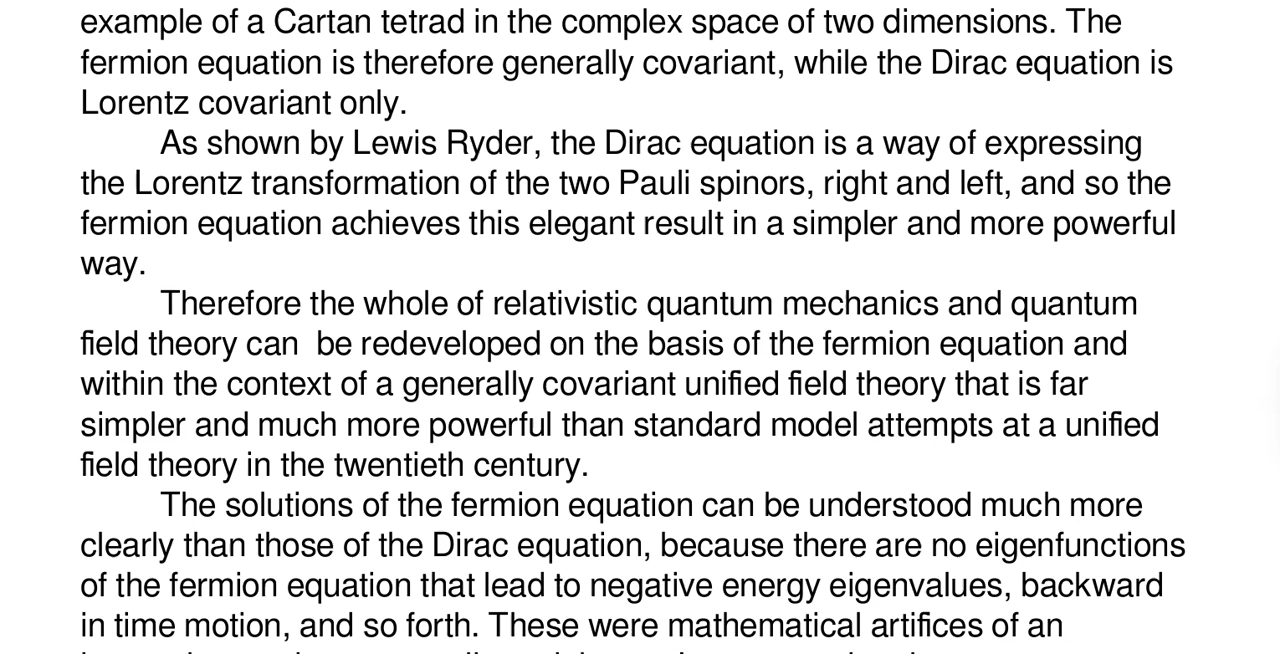 example of a Cartan tetrad in the complex space of two dimensions. The
fermion equation is therefore generally covariant, while the Dirac equation is
Lorentz covariant only.
As shown by Lewis Ryder, the Dirac equation is a way of expressing
the Lorentz transformation of the two Pauli spinors, right and left, and so the
fermion equation achieves this elegant result in a simpler and more powerful
way.
Therefore the whole of relativistic quantum mechanics and quantum
field theory can  be redeveloped on the basis of the fermion equation and
within the context of a generally covariant unified field theory that is far
simpler and much more powerful than standard model attempts at a unified
field theory in the twentieth century.
The solutions of the fermion equation can be understood much more
clearly than those of the Dirac equation, because there are no eigenfunctions
of the fermion equation that lead to negative energy eigenvalues, backward
in time motion, and so forth. These were mathematical artifices of an